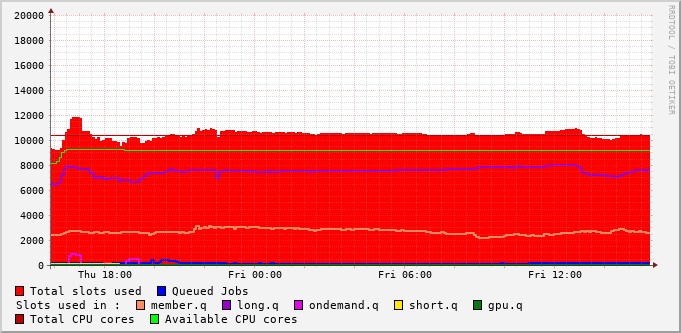 20000
18000
16000
14000
12000
10000
8000
6000
4000
2000
0
Thu 18:00 Fri 00:00 Fri 06:00 Fri 12:00
Total slots used Queued Jobs
Slots used in : member.q long.q ondemand.q short.q gpu.q
Total CPU cores Available CPU cores
RRDTOOL / TOBI OETIKER